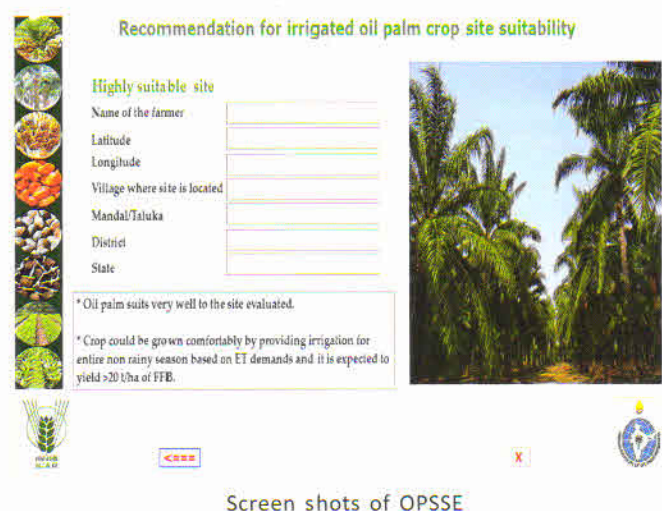 Recommendation for irrigated oil palm crop site suitability
Highly suitable site
Name of the farmer
Latitude
Longitude
Village where site is located
Mandal/Taluka
District
State
* Oil palm suits very well to the site evaluated.
* Crop could be grown comfortably by providing irrigation for
entire non rainy season based on ET demands and it is expected to
yield >20 t/ha of FFB.
<===
X
Screen shots of OPSSE